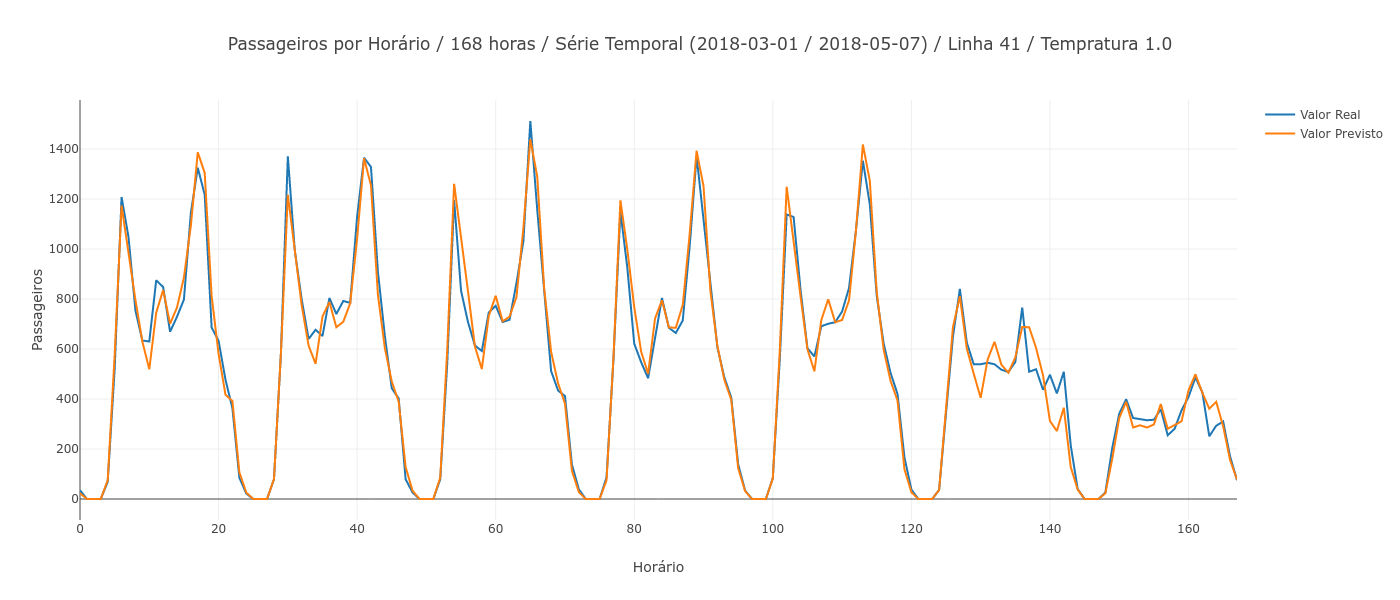 Passageiros por Horário / 168 horas / Série Temporal (2018-03-01 / 2018-05-07) / Linha 41 / Tempratura 1.0
Valor Real
Valor Previsto
Passageiros
1400
1200
1000
800
600
400
200
0
0 20 40 60 80 100 120 140 160
Horário